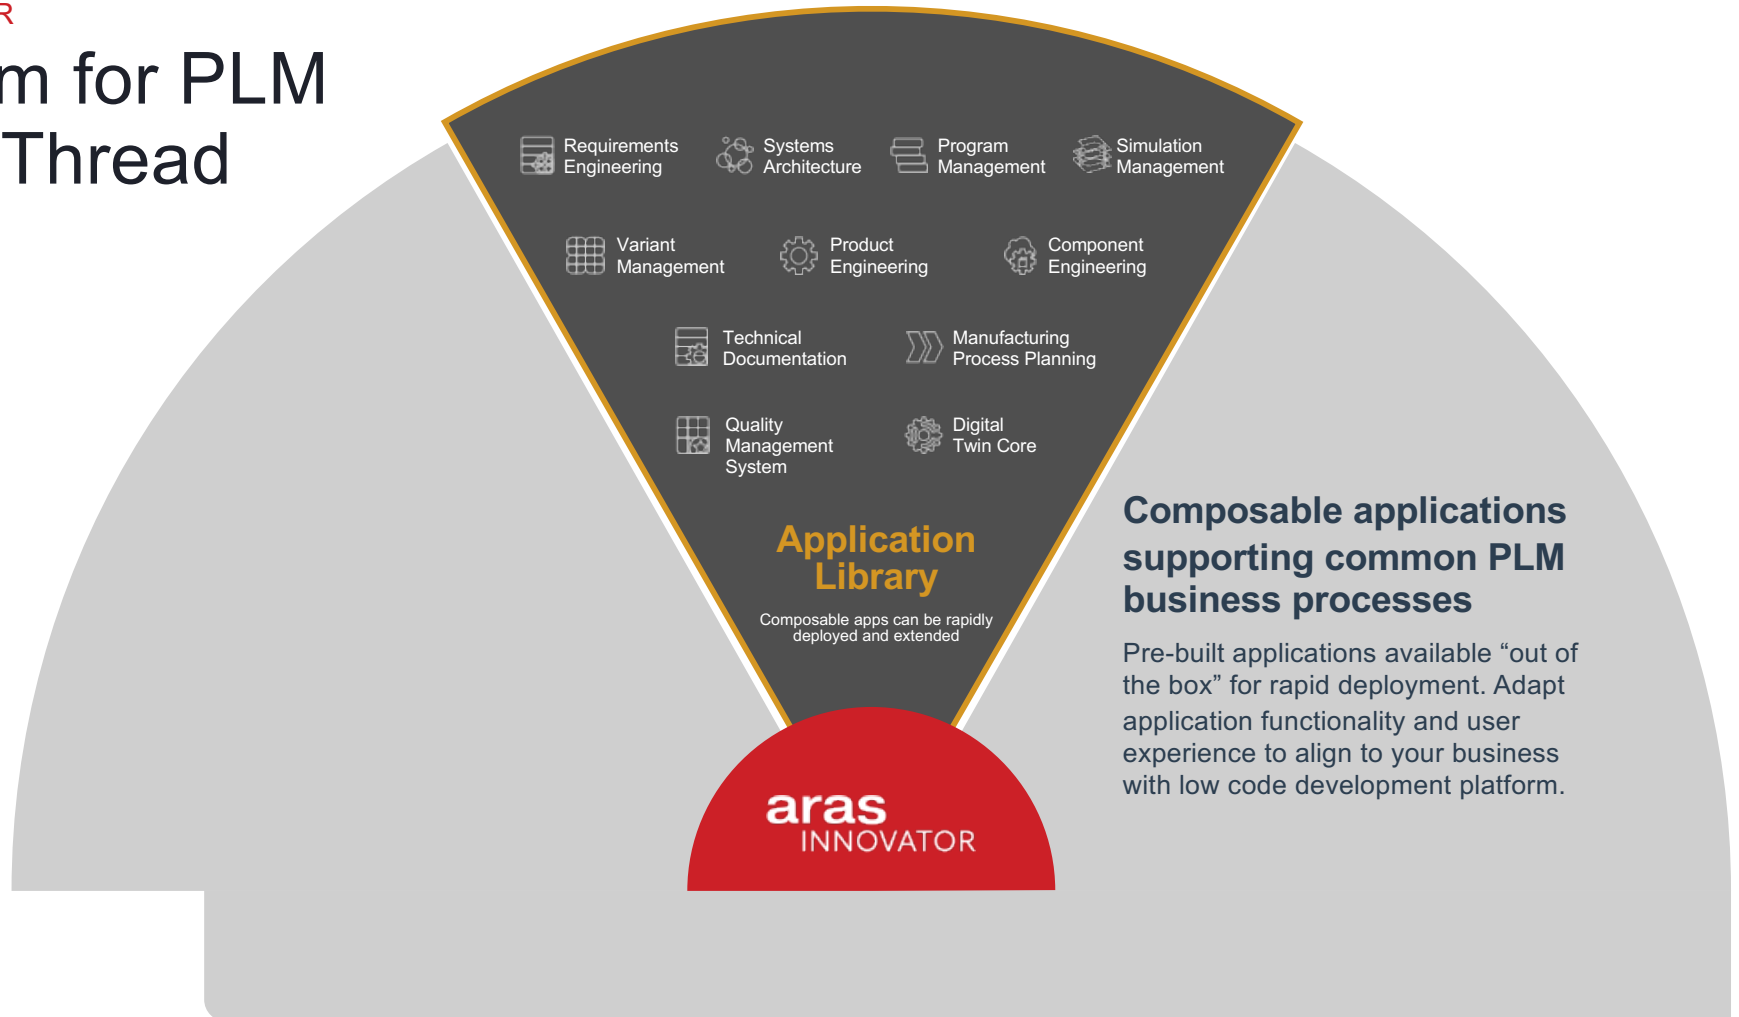 R
m for PLM
Thread
Requirements
Engineering
Systems
Architecture
Program
Management
Simulation
Management
Variant
Management
Product
Engineering
Component
Engineering
Technical
Documentation
Manufacturing
Process Planning
Quality
Management
System
Digital
Twin Core
Application
Library
Composable apps can be rapidly
deployed and extended
aras
INNOVATOR
Composable applications
supporting common PLM
business processes
Pre-built applications available “out of
the box” for rapid deployment. Adapt
application functionality and user
experience to align to your business
with low code development platform.